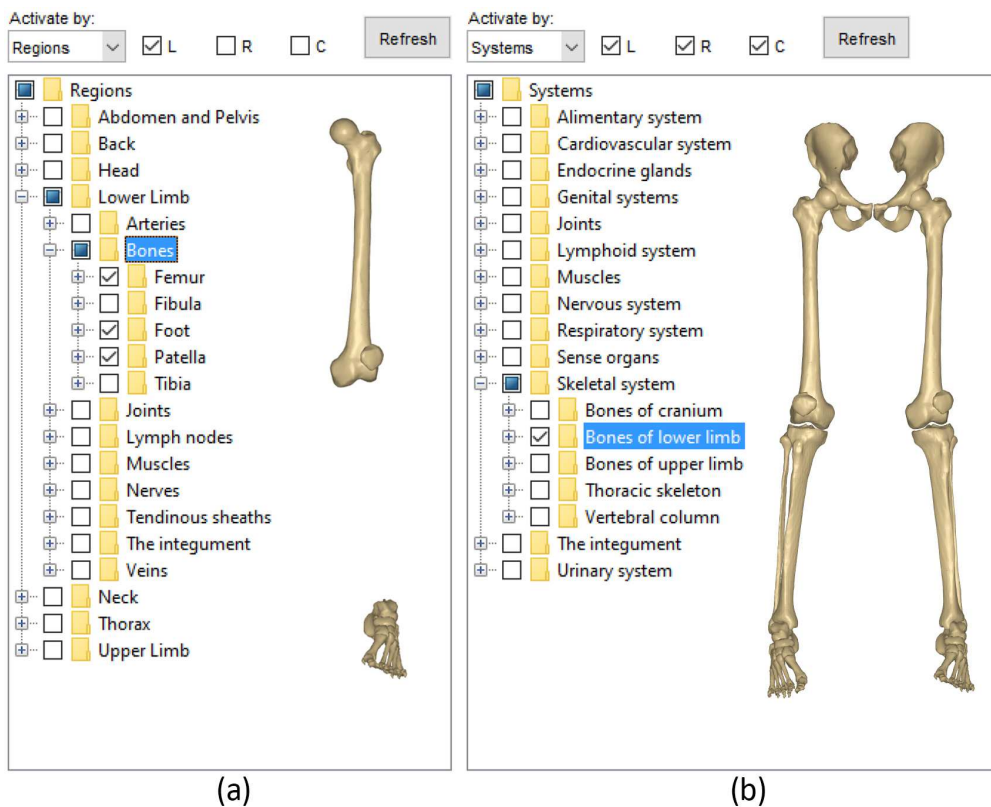 Activate by:
Regions L R C Refresh
Regions
Abdomen and Pelvis
Back
Head
Lower Limb
Arteries
Bones
Femur
Fibula
Foot
Patella
Tibia
Joints
Lymph nodes
Muscles
Nerves
Tendinous sheaths
The integument
Veins
Neck
Thorax
Upper Limb
(a)
Activate by:
Systems L R C Refresh
Systems
Alimentary system
Cardiovascular system
Endocrine glands
Genital systems
Joints
Lymphoid system
Muscles
Nervous system
Respiratory system
Sense organs
Skeletal system
Bones of cranium
Bones of lower limb
Bones of upper limb
Thoracic skeleton
Vertebral column
The integument
Urinary system
(b)